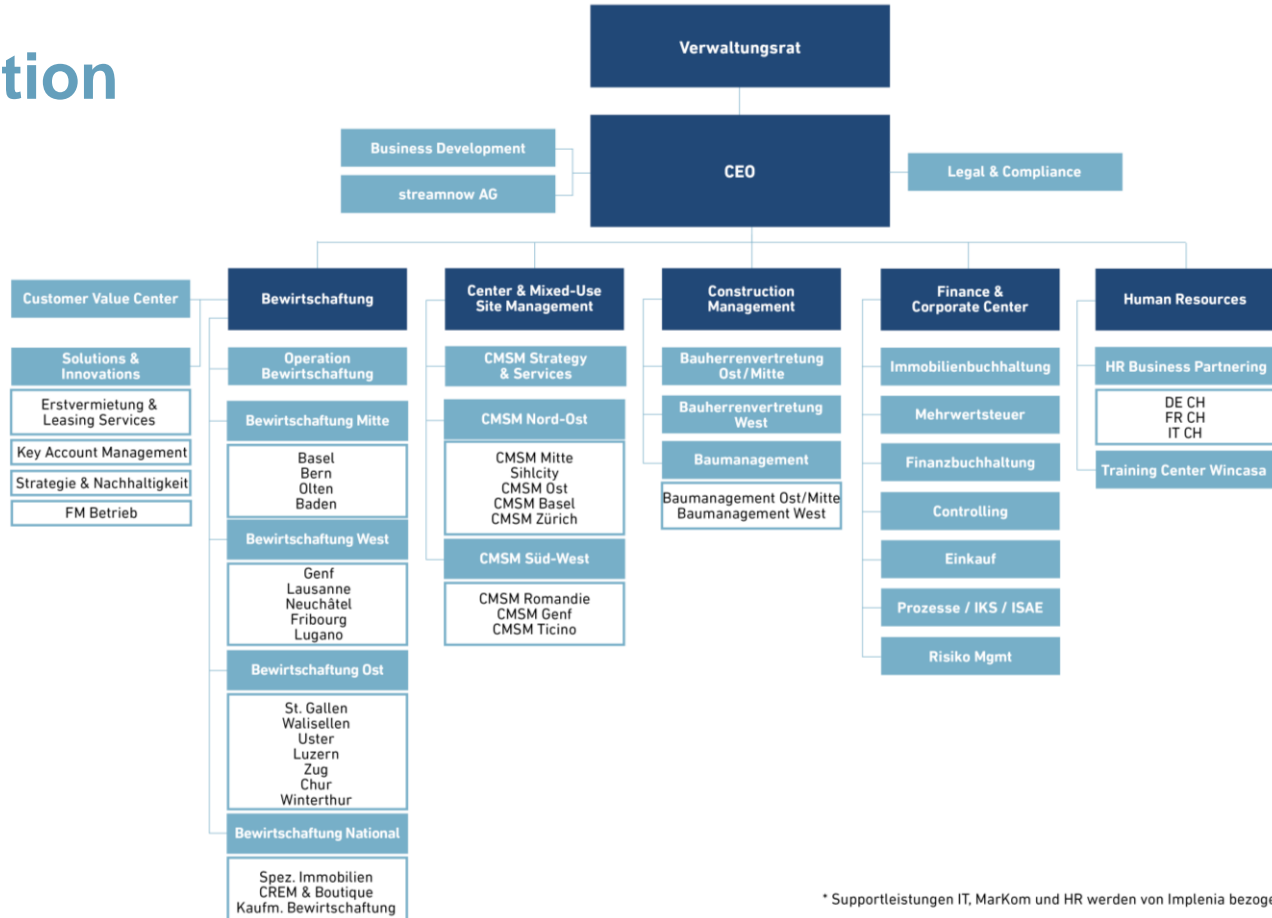 tion
Verwaltungsrat
CEO
Business Development
streamnow AG
Legal & Compliance
Customer Value Center
Solutions &
Innovations
Erstvermietung &
Leasing Services
Key Account Management
Strategie & Nachhaltigkeit
FM Betrieb
Bewirtschaftung
Operation
Bewirtschaftung
Bewirtschaftung Mitte
Basel
Bern
Olten
Baden
Bewirtschaftung West
Genf
Lausanne
Neuchâtel
Fribourg
Lugano
Bewirtschaftung Ost
St. Gallen
Walisellen
Uster
Luzern
Zug
Chur
Winterthur
Bewirtschaftung National
Spez. Immobilien
CREM & Boutique
Kaufm. Bewirtschaftung
Center & Mixed-Use
Site Management
CMSM Strategy
& Services
CMSM Nord-Ost
CMSM Mitte
Sihlcity
CMSM Ost
CMSM Basel
CMSM Zürich
CMSM Süd-West
CMSM Romandie
CMSM Genf
CMSM Ticino
Construction
Management
Bauherrenvertretung
Ost/Mitte
Bauherrenvertretung
West
Baumanagement
Baumanagement Ost/Mitte
Baumanagement West
Finance &
Corporate Center
Immobilienbuchhaltung
Mehrwertsteuer
Finanzbuchhaltung
Controlling
Einkauf
Prozesse / IKS / ISAE
Risiko Mgmt
Human Resources
HR Business Partnering
DE CH
FR CH
IT CH
Training Center Wincasa
* Supportleistungen IT, MarKom und HR werden von Implenia bezoge